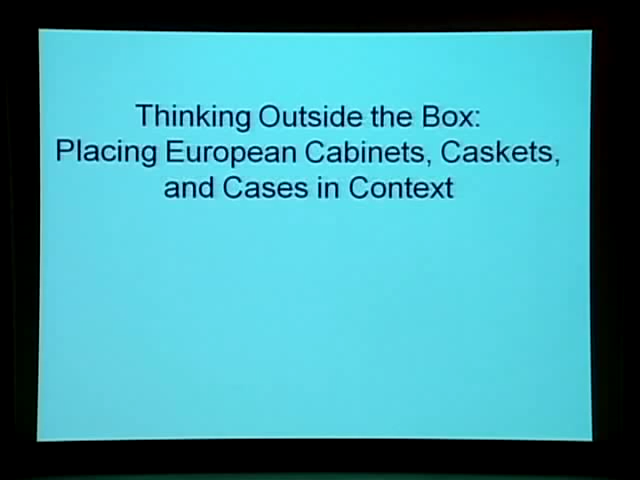 Thinking Outside the Box:
Placing European Cabinets, Caskets,
and Cases in Context